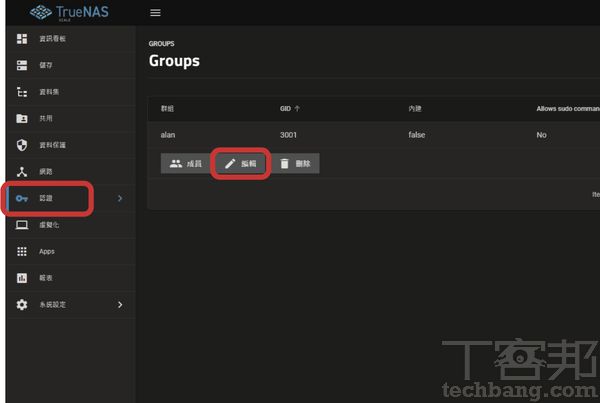 TrueNAS
SCALE
資訊看板
儲存
資料集
共用
資料保護
網路
認證
虛擬化
Apps
報表
系統設定
GROUPS
Groups
群組 GID 內建 Allows sudo comman
alan 3001 false No
成員 編輯 刪除
Ite
T客邦
techbang.com